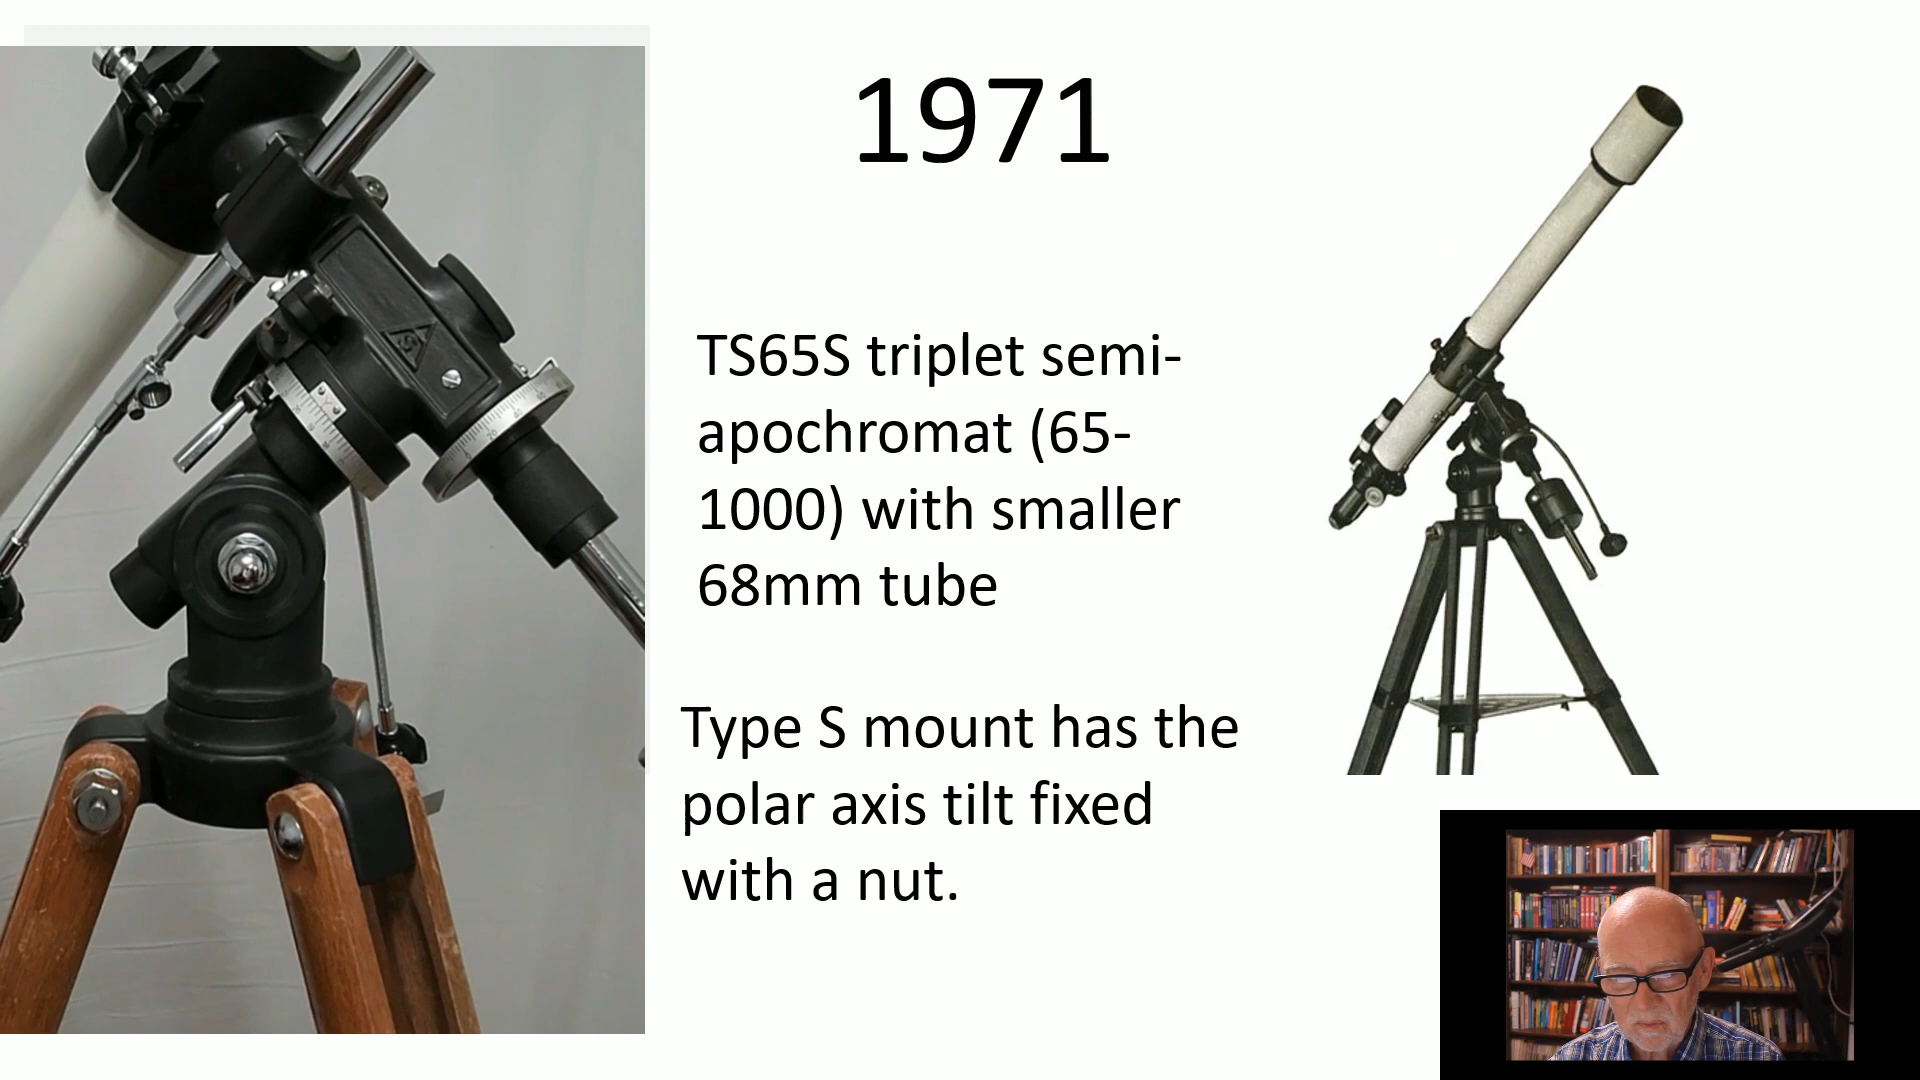 1971
TS65S triplet semi-
apochromat (65-
1000) with smaller
68mm tube
Type S mount has the
polar axis tilt fixed
with a nut.